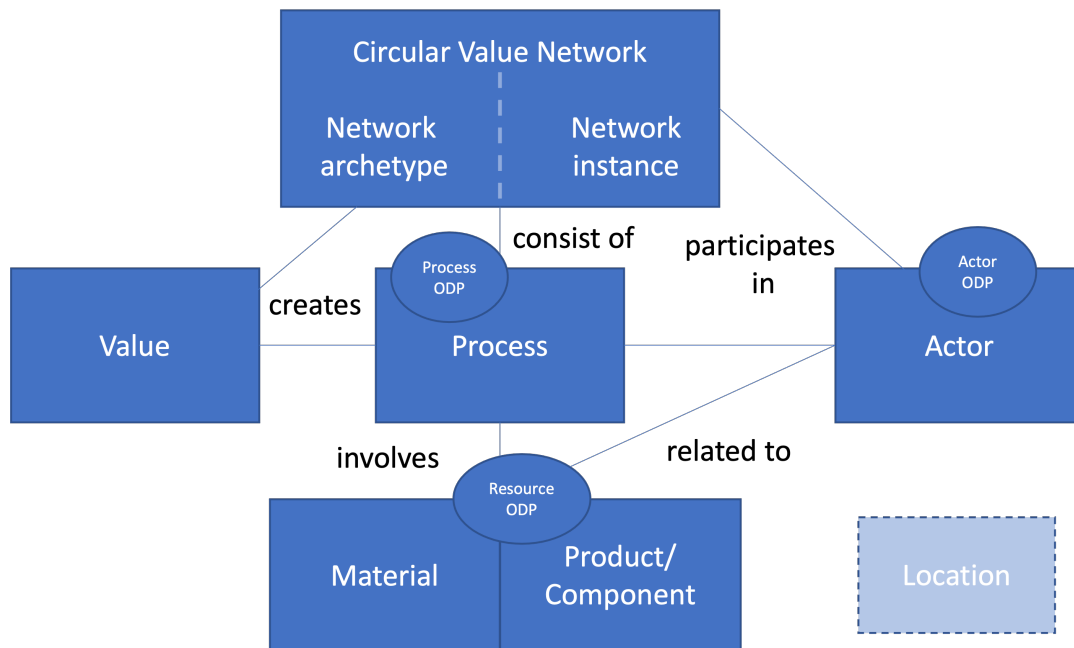 Circular Value Network
Network
archetype
Network
instance
consist of
participates
in
Process
ODP
Actor
ODP
creates
Value
Process
Actor
involves
related to
Resource
ODP
Material
Product/
Component
Location